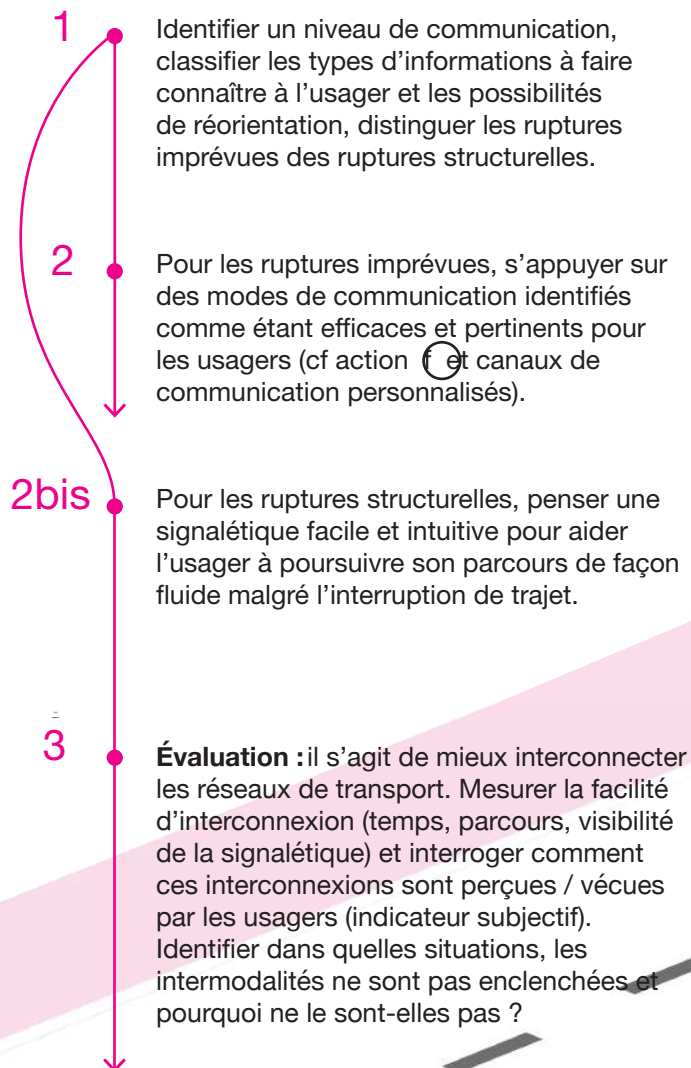 1
Identifier un niveau de communication,
classifier les types d’informations à faire
connaître à l’usager et les possibilités
de réorientation, distinguer les ruptures
imprévues des ruptures structurelles.
2
Pour les ruptures imprévues, s’appuyer sur
des modes de communication identifiés
comme étant efficaces et pertinents pour
les usagers (cf action f et canaux de
communication personnalisés).
2bis
Pour les ruptures structurelles, penser une
signalétique facile et intuitive pour aider
l’usager à poursuivre son parcours de façon
fluide malgré l’interruption de trajet.
3
Évaluation : il s’agit de mieux interconnecter
les réseaux de transport. Mesurer la facilité
d’interconnexion (temps, parcours, visibilité
de la signalétique) et interroger comment
ces interconnexions sont perçues / vécues
par les usagers (indicateur subjectif).
Identifier dans quelles situations, les
intermodalités ne sont pas enclenchées et
pourquoi ne le sont-elles pas ?